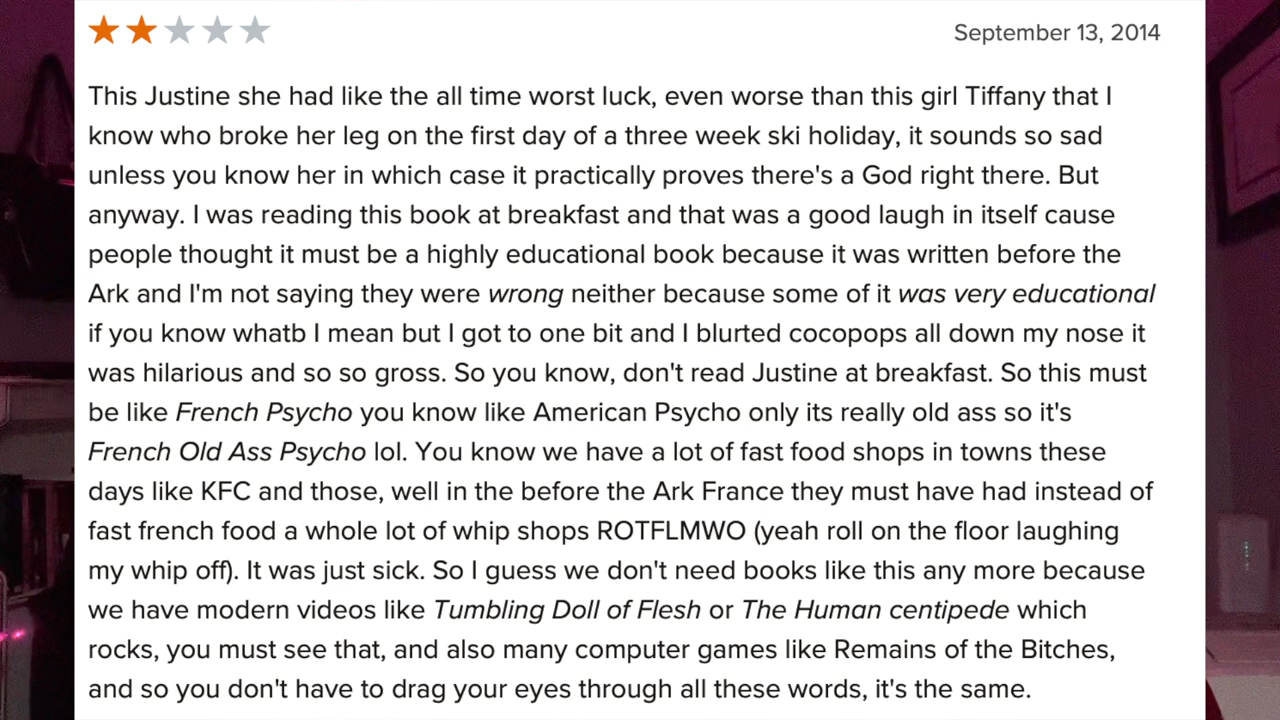 September 13, 2014
This Justine she had like the all time worst luck, even worse than this girl Tiffany that I
know who broke her leg on the first day of a three week ski holiday, it sounds so sad
unless you know her in which case it practically proves there's a God right there. But
anyway. I was reading this book at breakfast and that was a good laugh in itself cause
people thought it must be a highly educational book because it was written before the
Ark and I'm not saying they were wrong neither because some of it was very educational
if you know whatb I mean but I got to one bit and I blurted cocopops all down my nose it
was hilarious and so so gross. So you know, don't read Justine at breakfast. So this must
be like French Psycho you know like American Psycho only its really old ass so it's
French Old Ass Psycho lol. You know we have a lot of fast food shops in towns these
days like KFC and those, well in the before the Ark France they must have had instead of
fast french food a whole lot of whip shops ROTFLMWO (yeah roll on the floor laughing
my whip off). It was just sick. So I guess we don't need books like this any more because
we have modern videos like Tumbling Doll of Flesh or The Human centipede which
rocks, you must see that, and also many computer games like Remains of the Bitches,
and so you don't have to drag your eyes through all these words, it's the same.